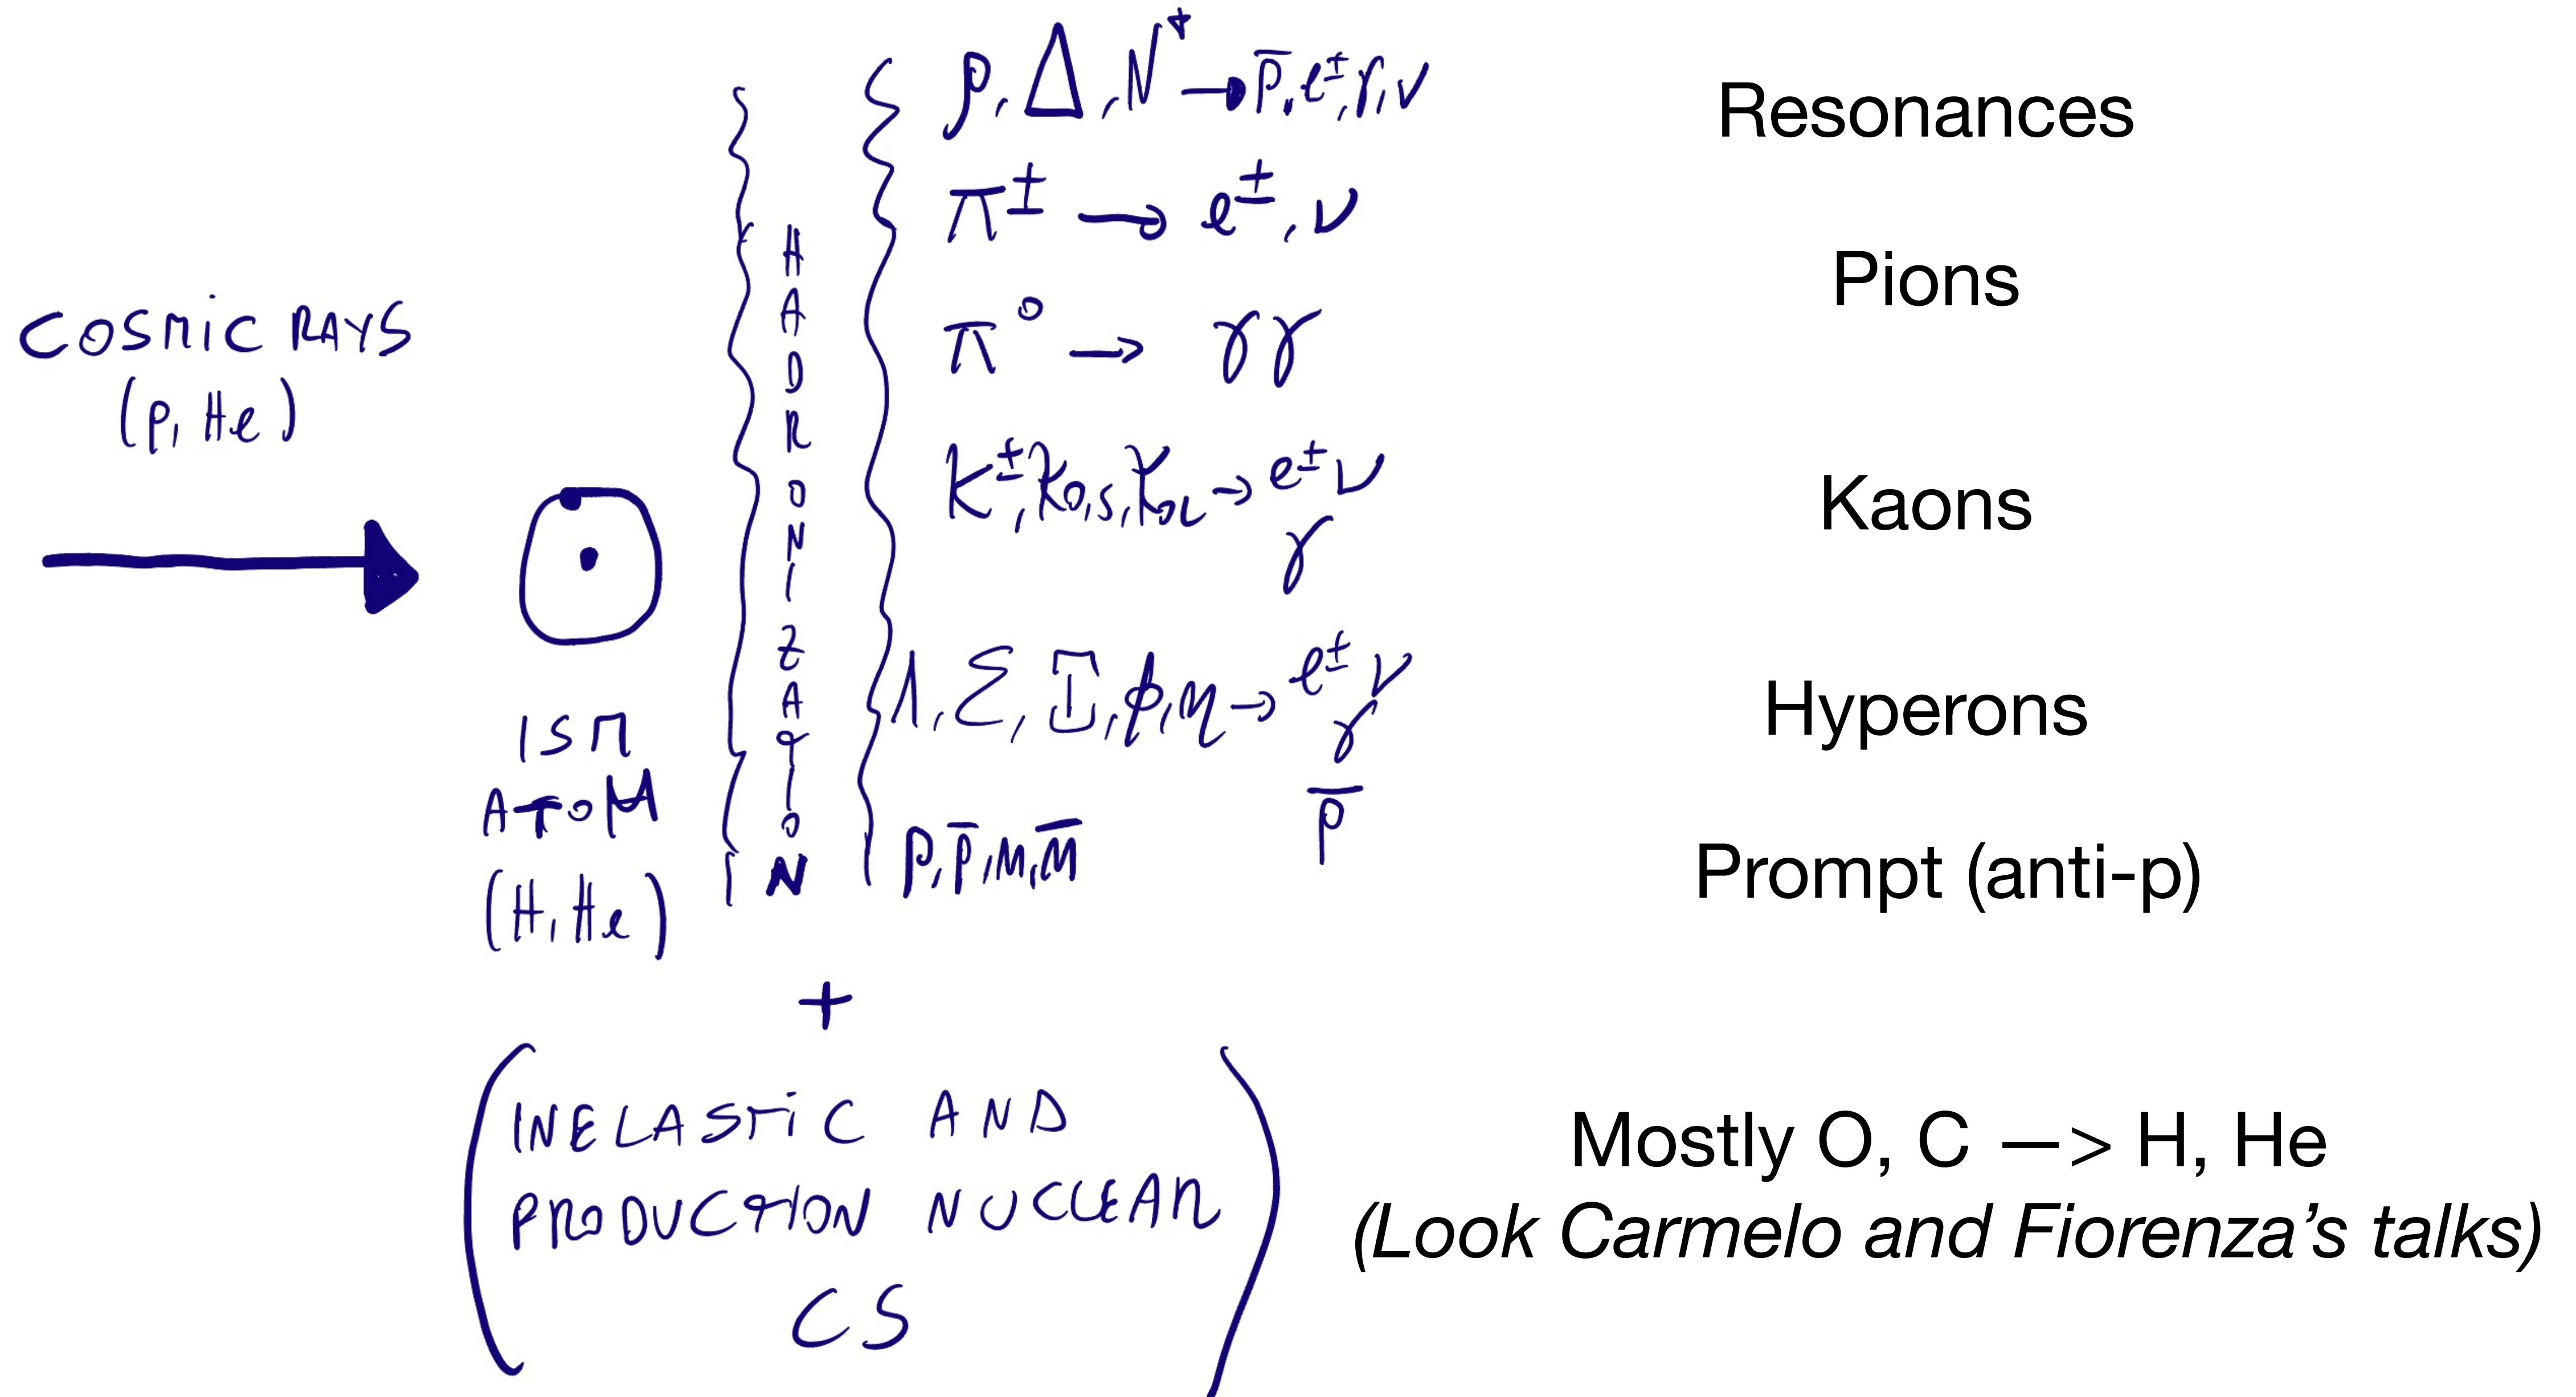 ρ, Δ, N* → p̅, e±, γ, ν
Resonances
π± → e±, ν
Pions
π⁰ → γγ
COSMIC RAYS
(p, He)
K±, K0,S, K0L → e± ν
γ
Kaons
HADRONIZATION
Λ, Σ, Ξ, φ, η → e± ν
γ
p̅
Hyperons
ISM
ATOM
(H, He)
p, p̅, n, n̅
Prompt (anti-p)
+
(INELASTIC AND
PRODUCTION NUCLEAR
CS)
Mostly O, C —> H, He
(Look Carmelo and Fiorenza’s talks)